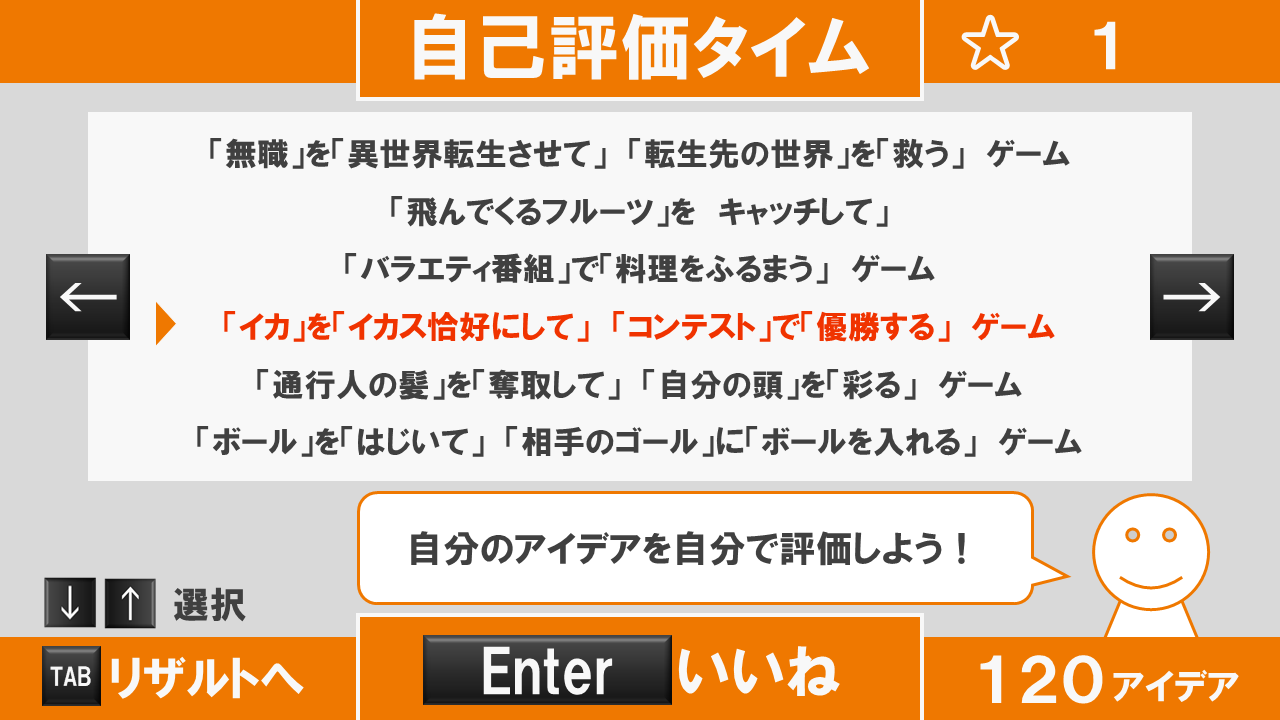 自己評価タイム
☆ 1
「無職」を「異世界転生させて」「転生先の世界」を「救う」 ゲーム
「飛んでくるフルーツ」を キャッチして」
「バラエティ番組」で「料理をふるまう」 ゲーム
「イカ」を「イカス恰好にして」「コンテスト」で「優勝する」 ゲーム
「通行人の髪」を「奪取して」「自分の頭」を「彩る」 ゲーム
「ボール」を「はじいて」「相手のゴール」に「ボールを入れる」 ゲーム
←
→
自分のアイデアを自分で評価しよう！
↓ ↑ 選択
TAB リザルトへ
Enter いいね
120アイデア